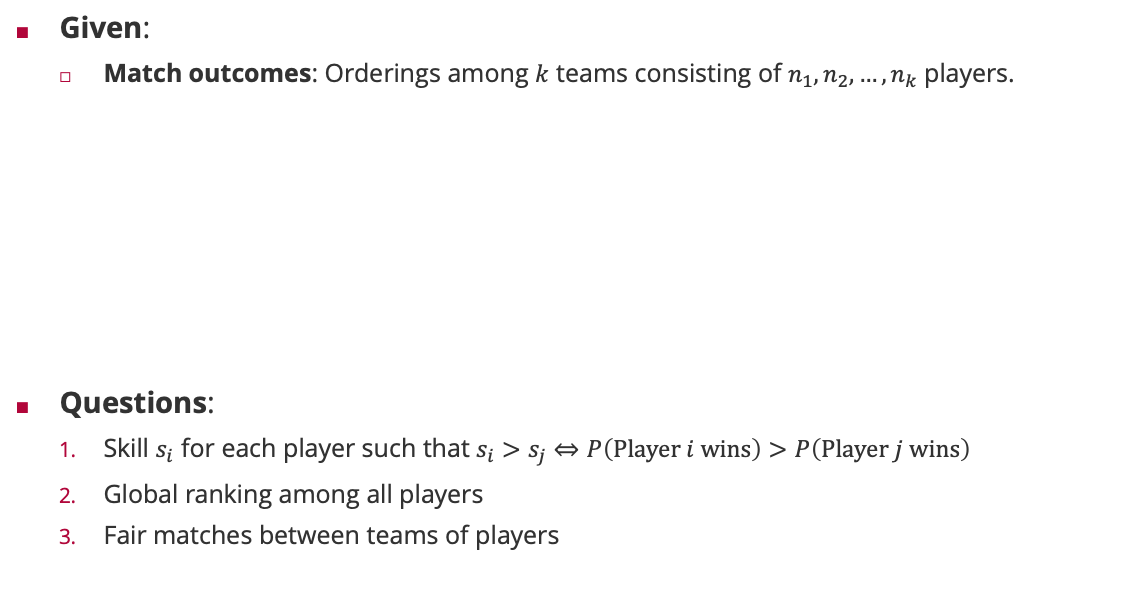 Given:
Match outcomes: Orderings among k teams consisting of n₁, n₂, … , nₖ players.
Questions:
1. Skill sᵢ for each player such that sᵢ > sⱼ ⇔ P(Player i wins) > P(Player j wins)
2. Global ranking among all players
3. Fair matches between teams of players